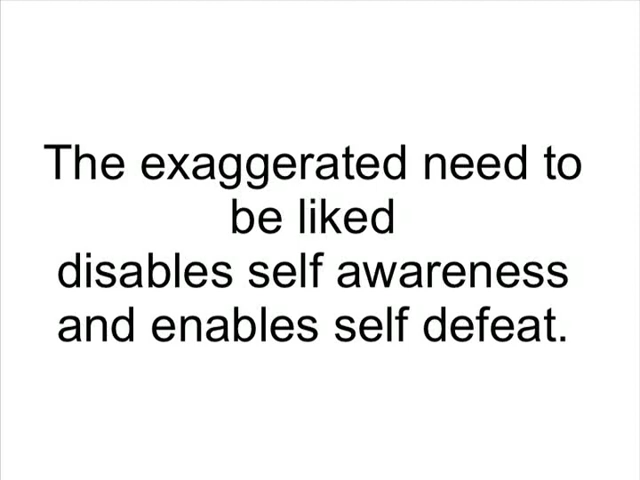 The exaggerated need to
be liked
disables self awareness
and enables self defeat.